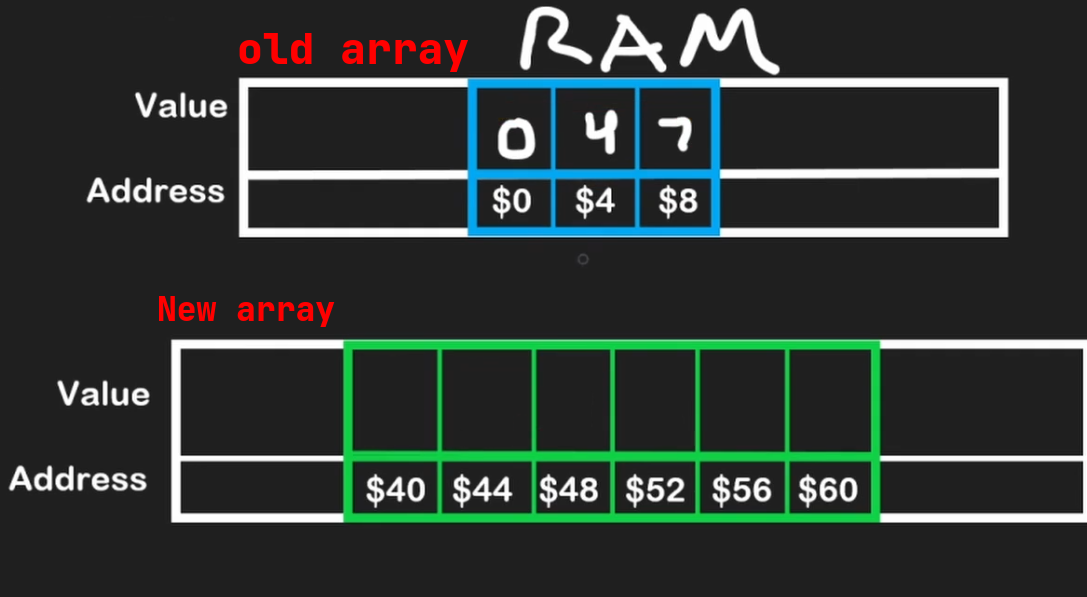 old array RAM
Value 0 4 7
Address $0 $4 $8
New array
Value
Address $40 $44 $48 $52 $56 $60